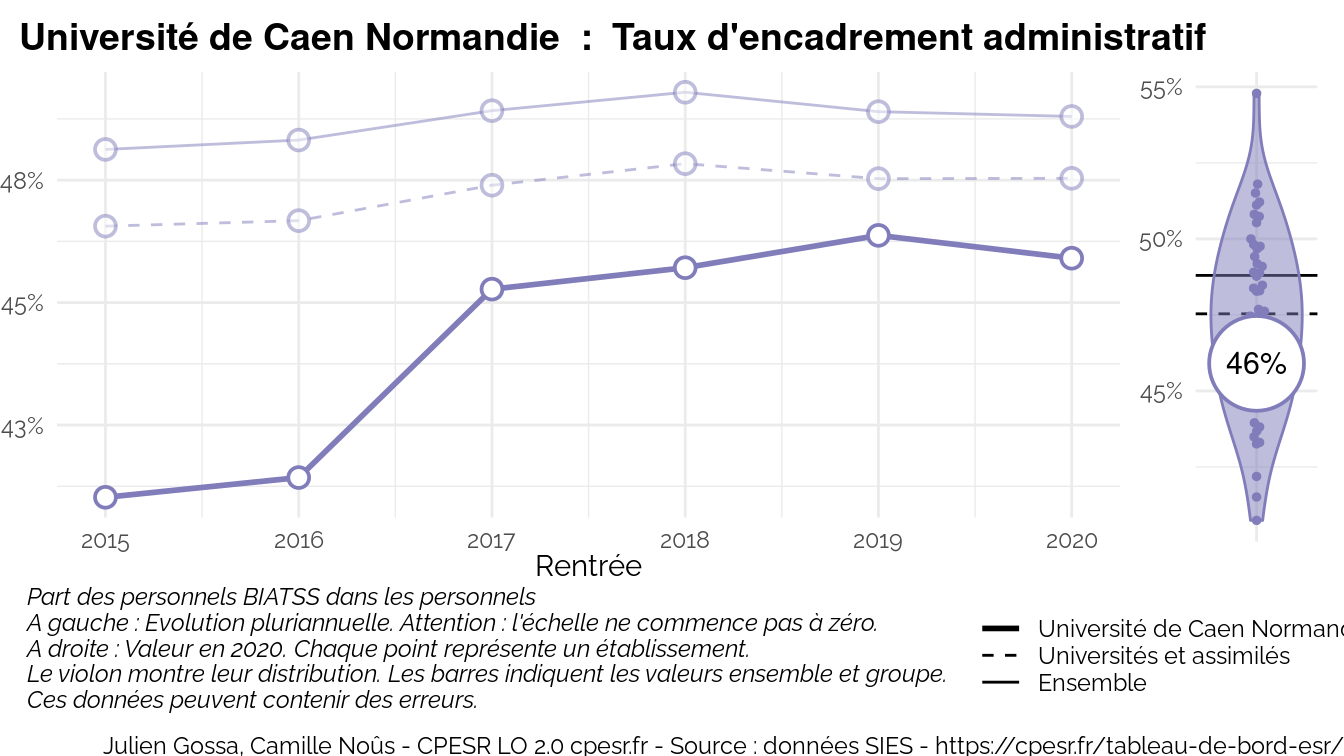 Université de Caen Normandie : Taux d'encadrement administratif
48%
45%
43%
2015 2016 2017 2018 2019 2020
Rentrée
55%
50%
45%
46%
Part des personnels BIATSS dans les personnels
A gauche : Evolution pluriannuelle. Attention : l'échelle ne commence pas à zéro.
A droite : Valeur en 2020. Chaque point représente un établissement.
Le violon montre leur distribution. Les barres indiquent les valeurs ensemble et groupe.
Ces données peuvent contenir des erreurs.
Université de Caen Norman
Universités et assimilés
Ensemble
Julien Gossa, Camille Noûs - CPESR LO 2.0 cpesr.fr - Source : données SIES - https://cpesr.fr/tableau-de-bord-esr/